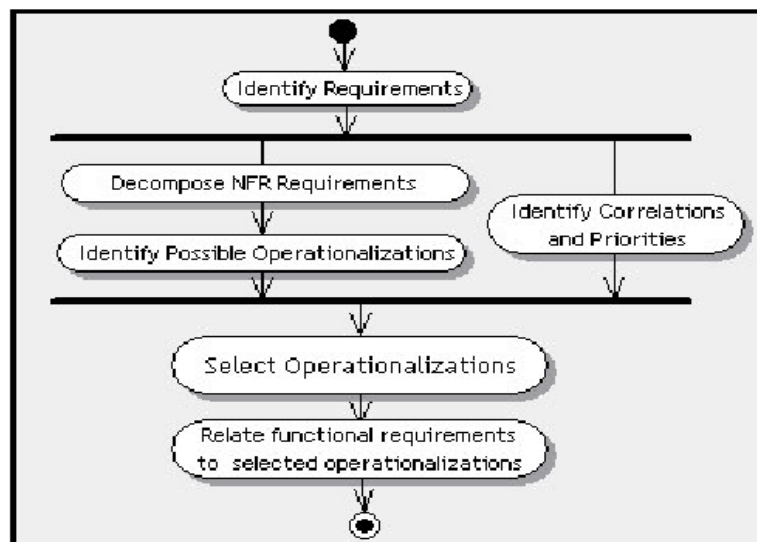 Identify Requirements
Decompose NFR Requirements
Identify Correlations
and Priorities
Identify Possible Operationalizations
Select Operationalizations
Relate functional requirements
to selected operationalizations